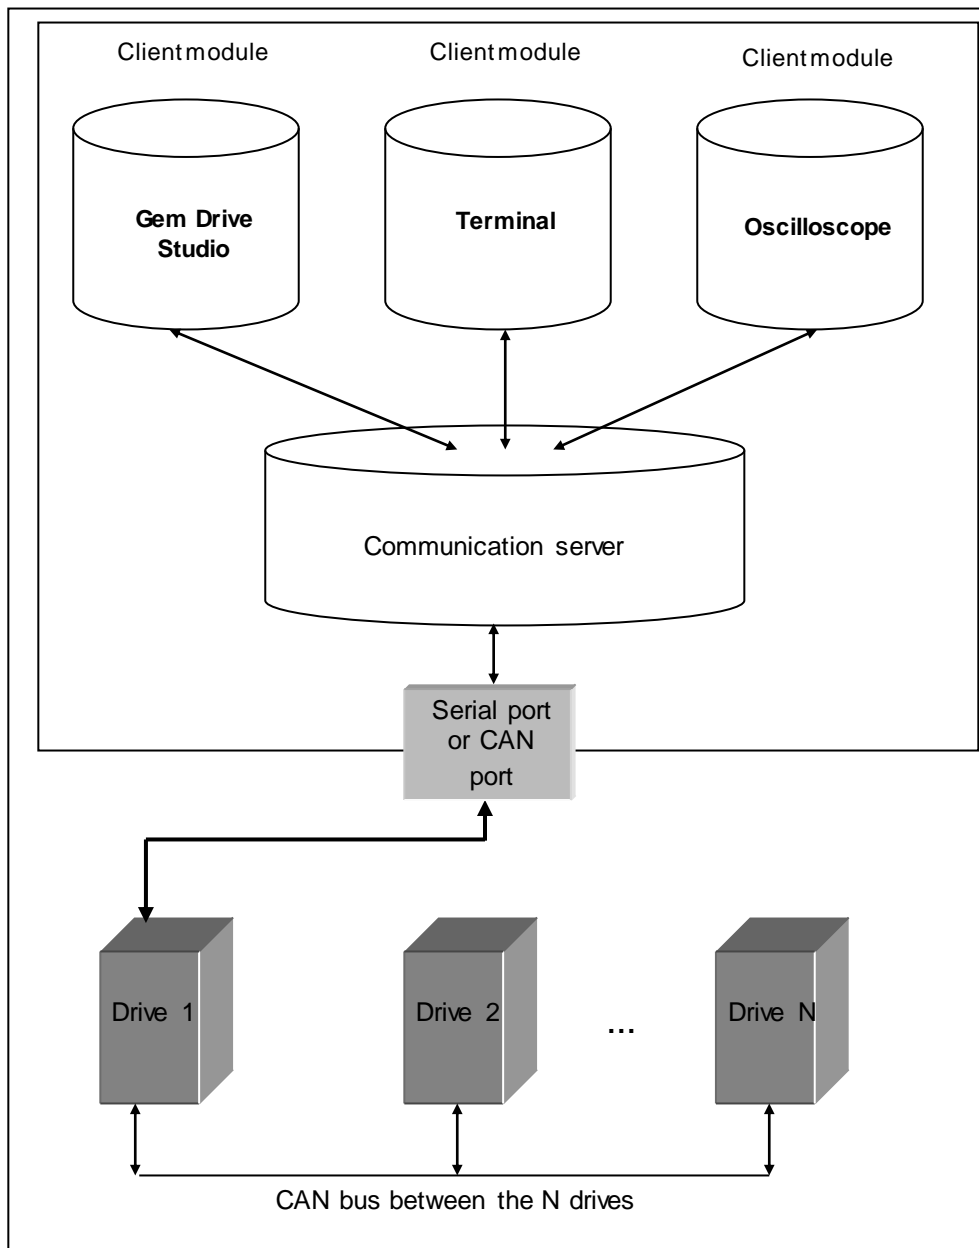 Client module
Client module
Client module
Gem Drive
Studio
Terminal
Oscilloscope
Communication server
Serial port
or CAN
port
Drive 1
Drive 2
...
Drive N
CAN bus between the N drives